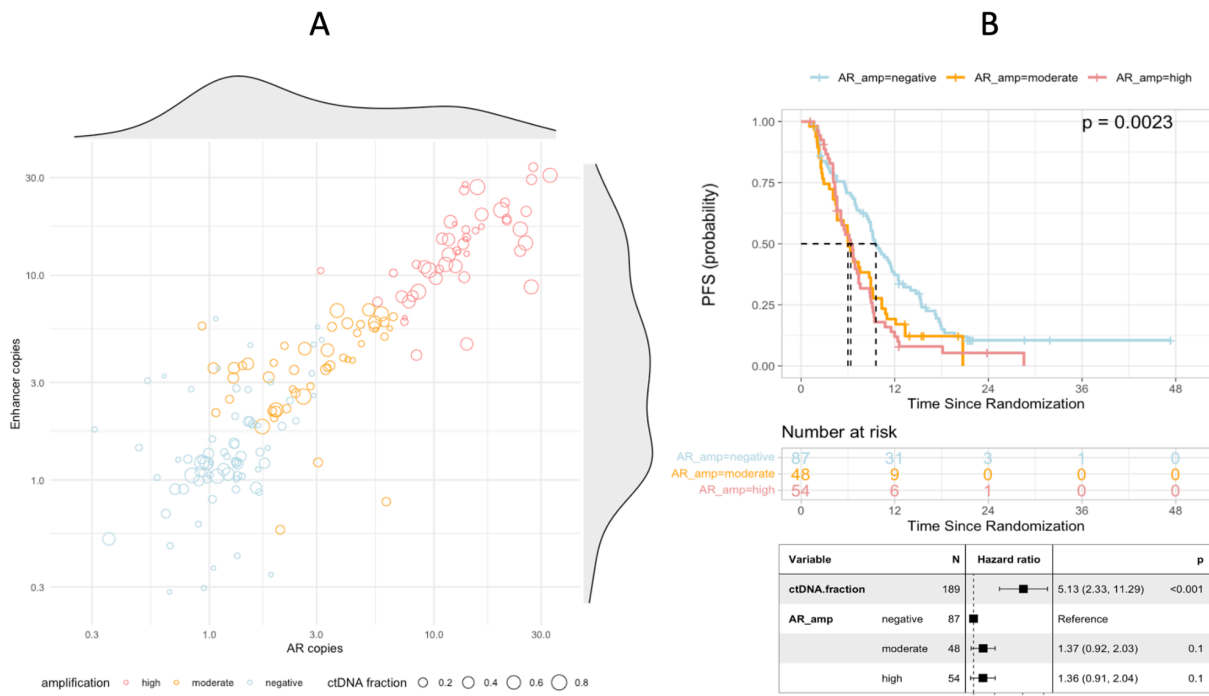 A
30.0
10.0
3.0
1.0
0.3
Enhancer copies
0.3 1.0 3.0 10.0 30.0
AR copies
amplification high moderate negative ctDNA fraction 0.2 0.4 0.6 0.8
B
AR_amp=negative AR_amp=moderate AR_amp=high
p = 0.0023
1.00
0.75
0.50
0.25
0.00
PFS (probability)
0 12 24 36 48
Time Since Randomization
Number at risk
AR_amp=negative 87 31 3 1 0
AR_amp=moderate 48 9 0 0 0
AR_amp=high 54 6 1 0 0
0 12 24 36 48
Time Since Randomization
Variable N Hazard ratio p
ctDNA.fraction 189 5.13 (2.33, 11.29) <0.001
AR_amp negative 87 Reference
moderate 48 1.37 (0.92, 2.03) 0.1
high 54 1.36 (0.91, 2.04) 0.1